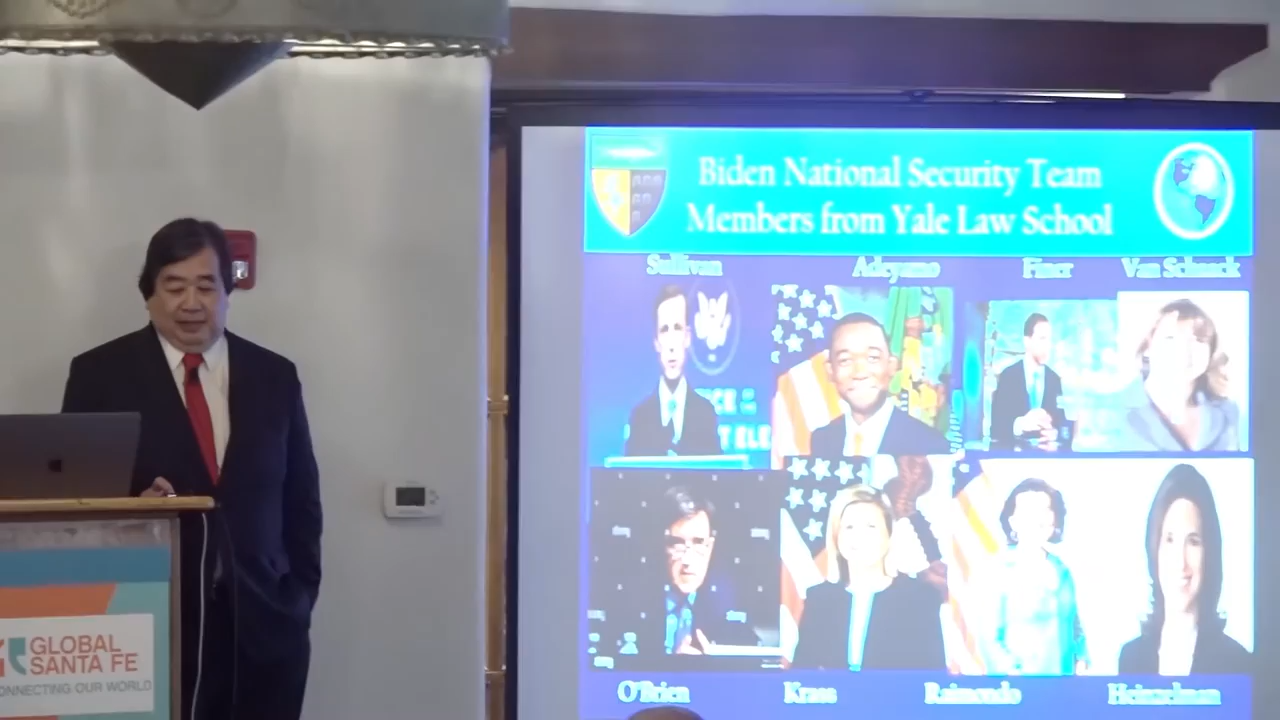 Biden National Security Team
Members from Yale Law School
Sullivan Adeyemo Finer Van Schaack
O'Brien Krass Raimondo Heinzelman
GLOBAL
SANTA FE
ONNECTING OUR WORLD